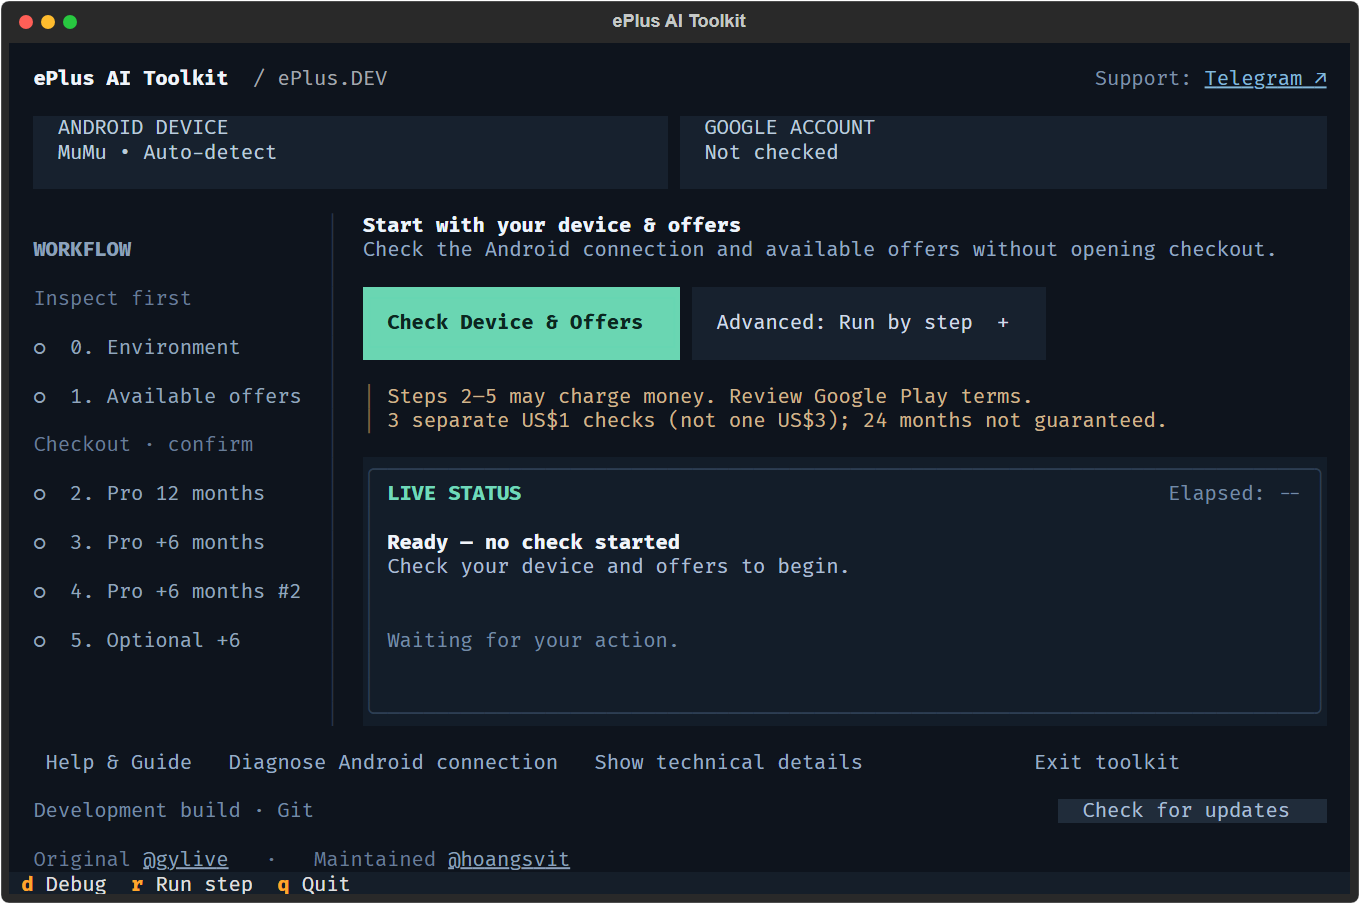 ePlus AI Toolkit
ePlus AI Toolkit / ePlus.DEV
Support: Telegram ↗
ANDROID DEVICE
MuMu • Auto-detect
GOOGLE ACCOUNT
Not checked
WORKFLOW
Inspect first
0. Environment
1. Available offers
Checkout · confirm
2. Pro 12 months
3. Pro +6 months
4. Pro +6 months #2
5. Optional +6
Start with your device & offers
Check the Android connection and available offers without opening checkout.
Check Device & Offers
Advanced: Run by step +
Steps 2–5 may charge money. Review Google Play terms.
3 separate US$1 checks (not one US$3); 24 months not guaranteed.
LIVE STATUS
Elapsed: --
Ready — no check started
Check your device and offers to begin.
Waiting for your action.
Help & Guide
Diagnose Android connection
Show technical details
Exit toolkit
Development build · Git
Check for updates
Original @gylive · Maintained @hoangsvit
d Debug r Run step q Quit